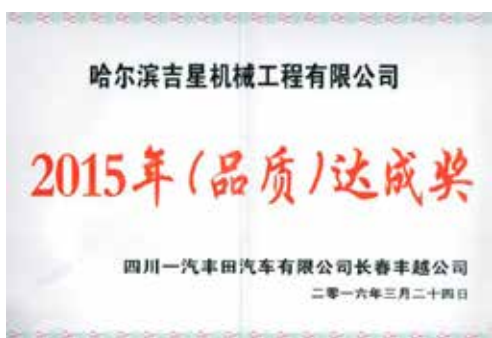 哈尔滨吉星机械工程有限公司
2015年(品质)达成奖
四川一汽丰田汽车有限公司长春丰越公司
二零一六年三月二十四日